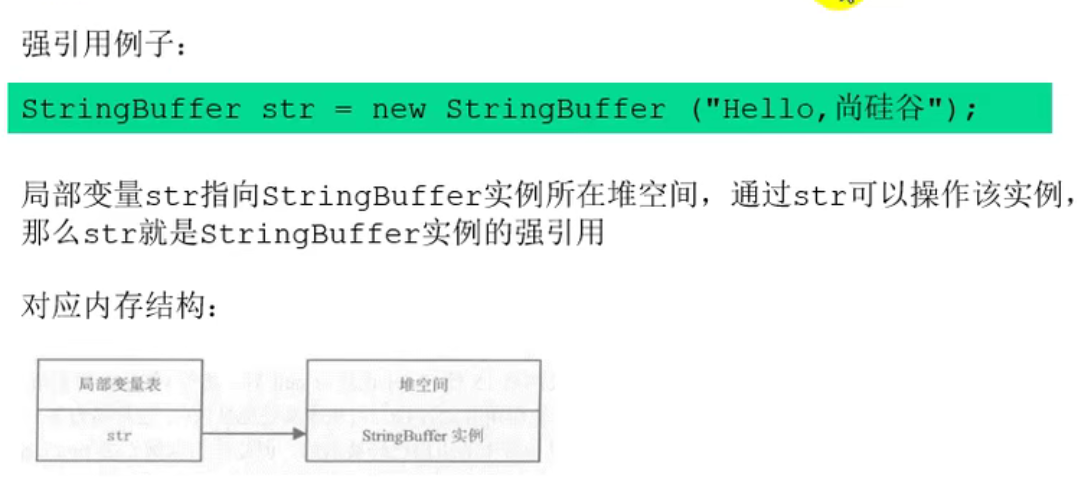 强引用例子：
StringBuffer str = new StringBuffer ("Hello,尚硅谷");
局部变量str指向StringBuffer实例所在堆空间，通过str可以操作该实例，
那么str就是StringBuffer实例的强引用
对应内存结构：
局部变量表
堆空间
str
StringBuffer 实例